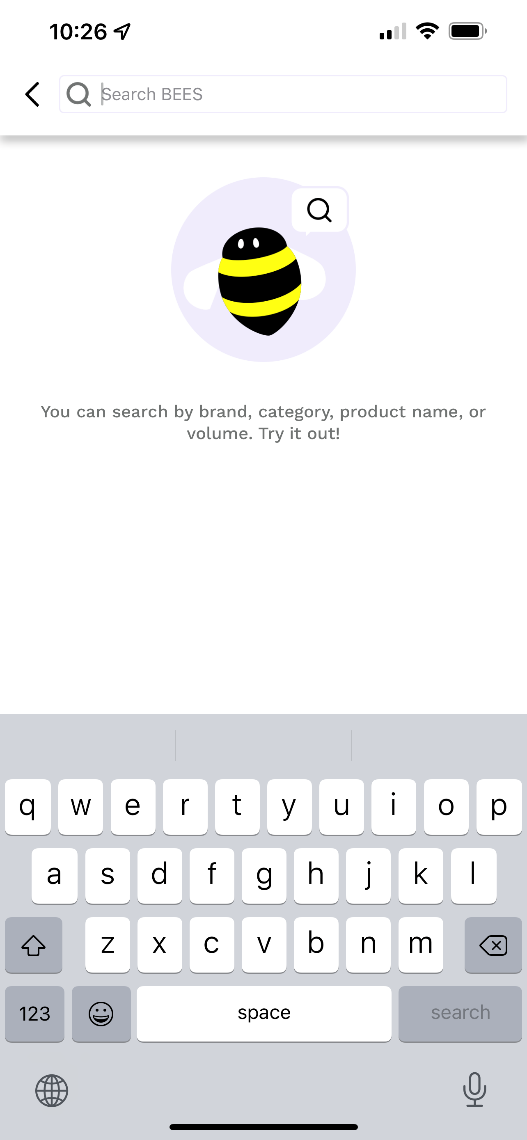 10:26
Search BEES
You can search by brand, category, product name, or
volume. Try it out!
q w e r t y u i o p
a s d f g h j k l
z x c v b n m
123 space search